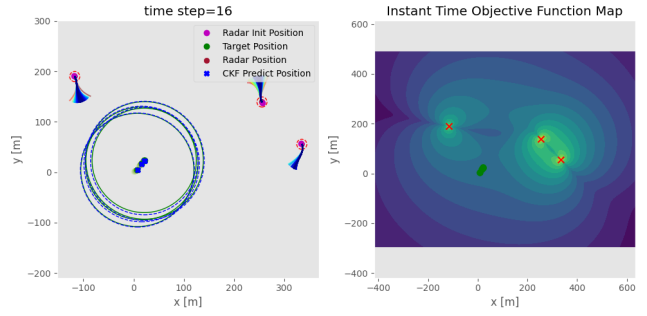 time step=16
Radar Init Position
Target Position
Radar Position
CKF Predict Position
300
200
100
0
−100
−200
y [m]
−100
0
100
200
300
x [m]
Instant Time Objective Function Map
600
400
200
0
−200
−400
y [m]
−400
−200
0
200
400
600
x [m]